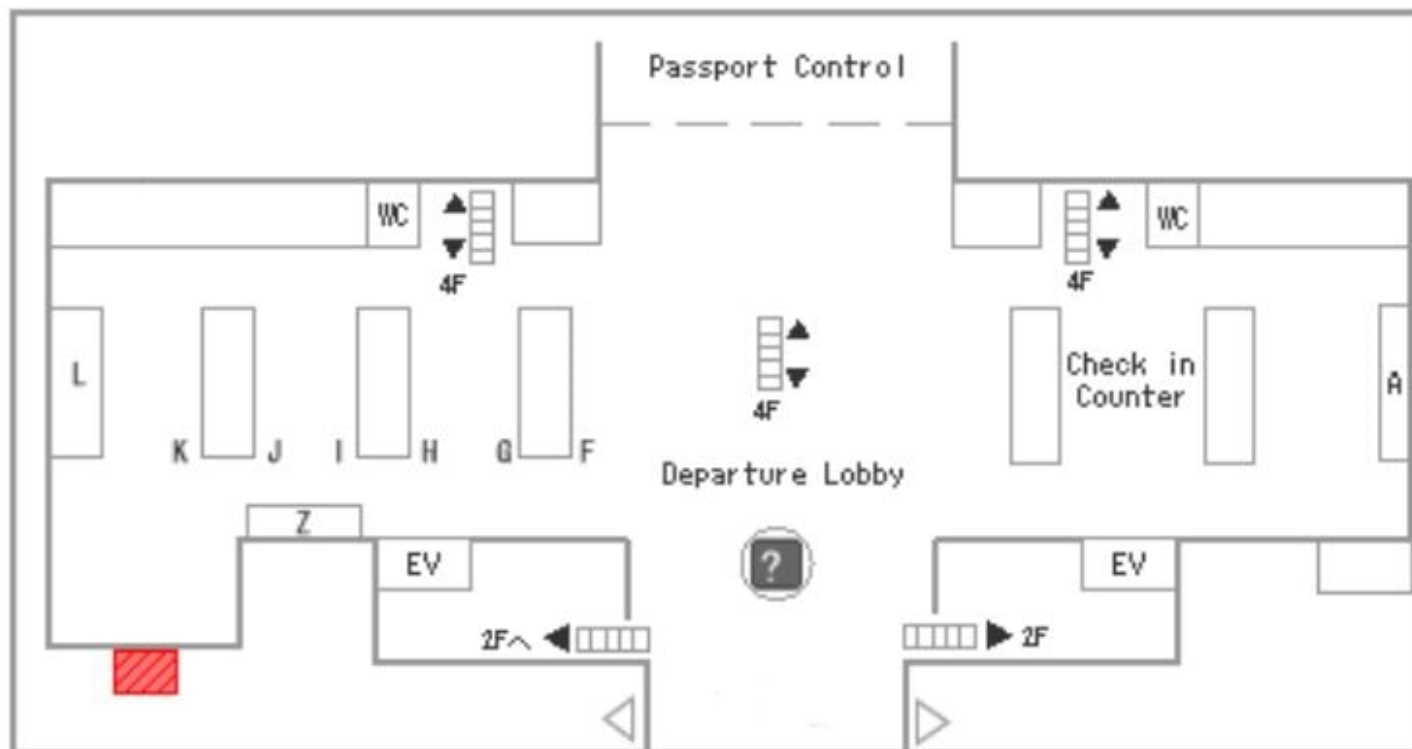 Passport Control
WC
WC
4F
4F
L
Check in
Counter
A
4F
K
J
I
H
G
F
Departure Lobby
Z
EV
?
EV
2Fへ
2F